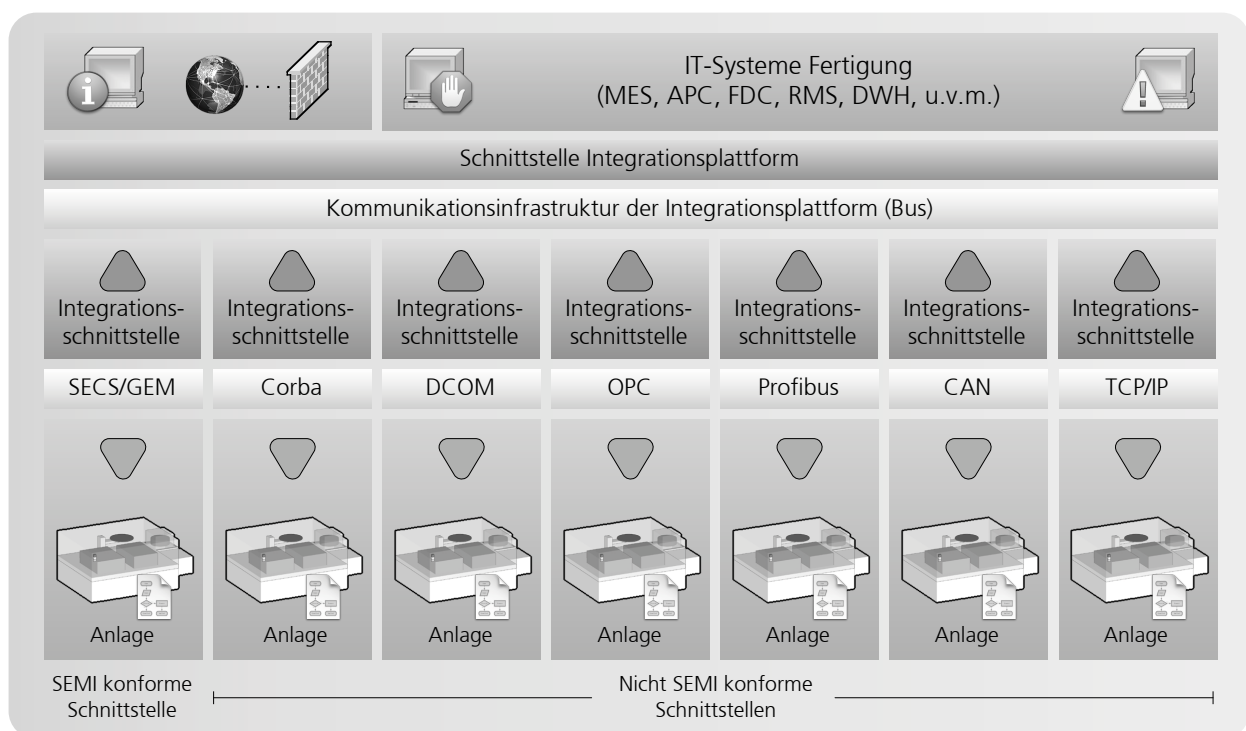 IT-Systeme Fertigung
(MES, APC, FDC, RMS, DWH, u.v.m.)
Schnittstelle Integrationsplattform
Kommunikationsinfrastruktur der Integrationsplattform (Bus)
Integrations-
schnittstelle
Integrations-
schnittstelle
Integrations-
schnittstelle
Integrations-
schnittstelle
Integrations-
schnittstelle
Integrations-
schnittstelle
Integrations-
schnittstelle
SECS/GEM
Corba
DCOM
OPC
Profibus
CAN
TCP/IP
Anlage
Anlage
Anlage
Anlage
Anlage
Anlage
Anlage
SEMI konforme
Schnittstelle
Nicht SEMI konforme
Schnittstellen